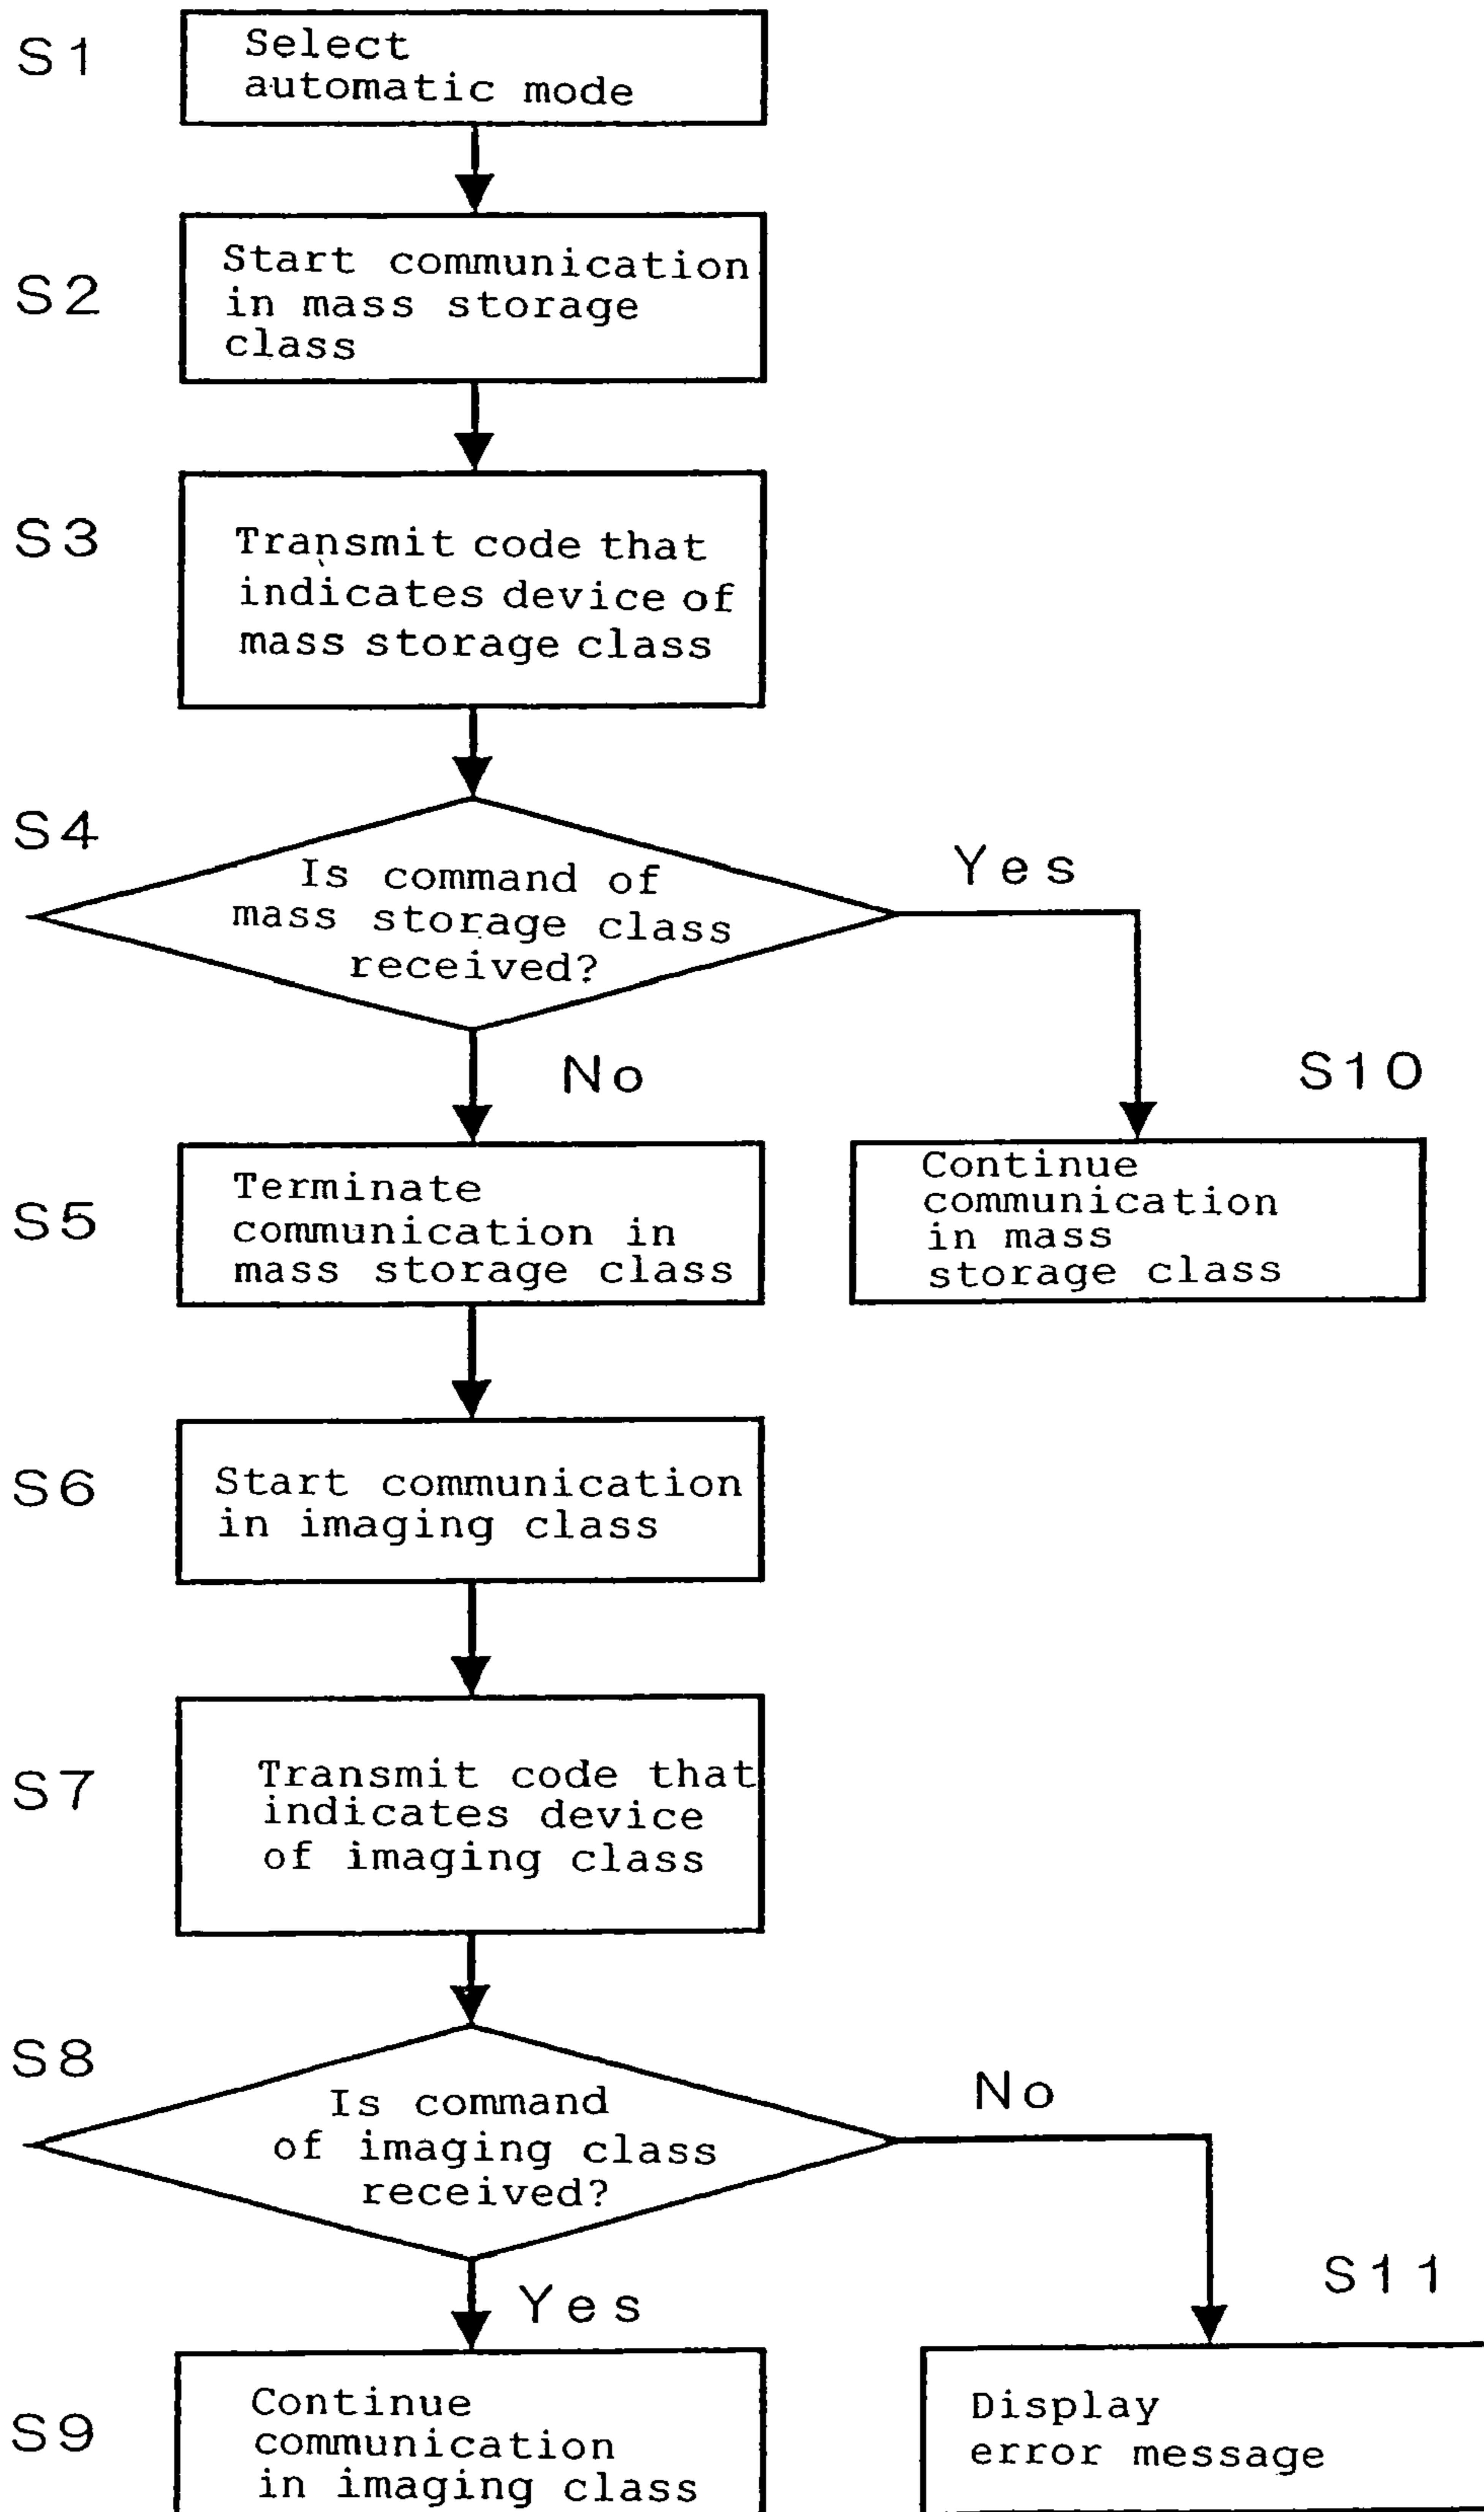 S1
Select
automatic mode
S2
Start communication
in mass storage
class
S3
Transmit code that
indicates device of
mass storage class
S4
Is command of
mass storage class
received?
Yes
No
S10
S5
Terminate
communication in
mass storage class
Continue
communication
in mass
storage class
S6
Start communication
in imaging class
S7
Transmit code that
indicates device
of imaging class
S8
Is command
of imaging class
received?
No
Yes
S11
S9
Continue
communication
in imaging class
Display
error message